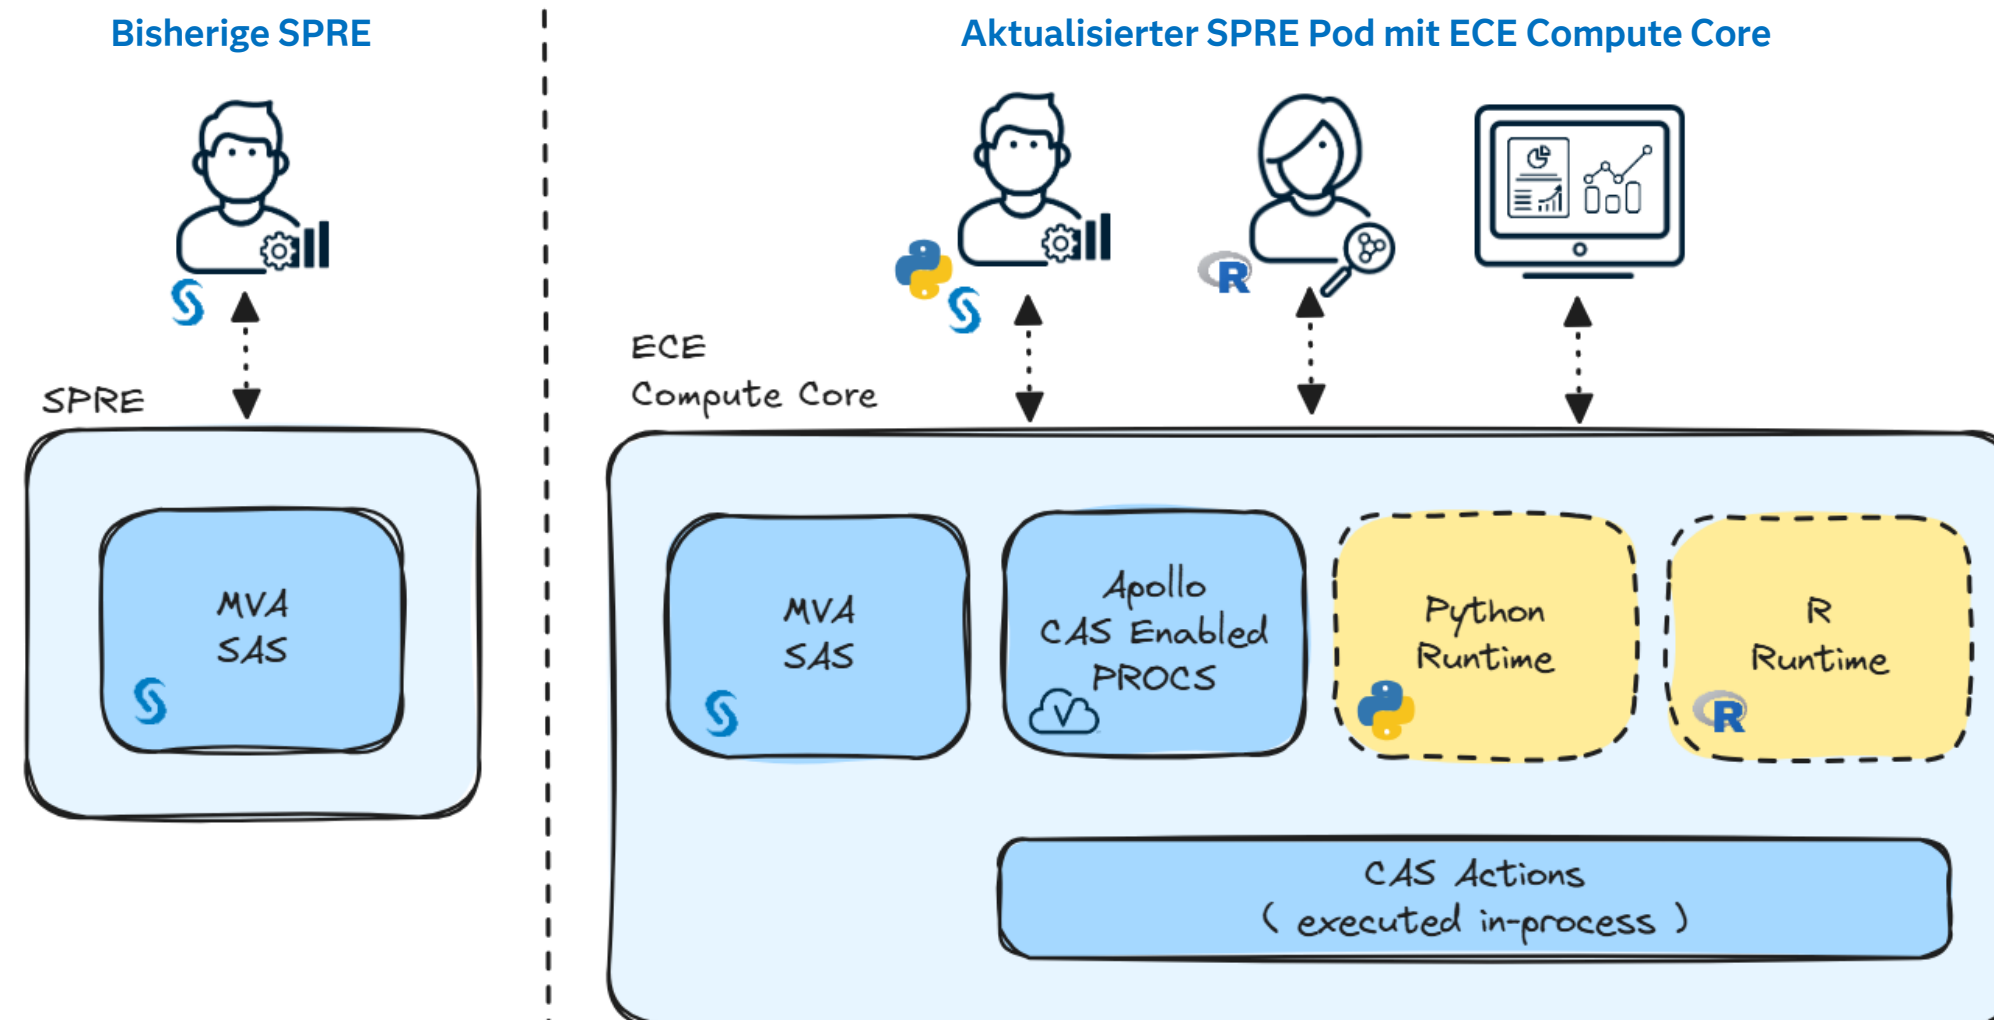 Bisherige SPRE
Aktualisierter SPRE Pod mit ECE Compute Core
SPRE
MVA
SAS
ECE
Compute Core
MVA
SAS
Apollo
CAS Enabled
PROCS
V
Python
Runtime
R
Runtime
R
R
CAS Actions
( executed in-process )